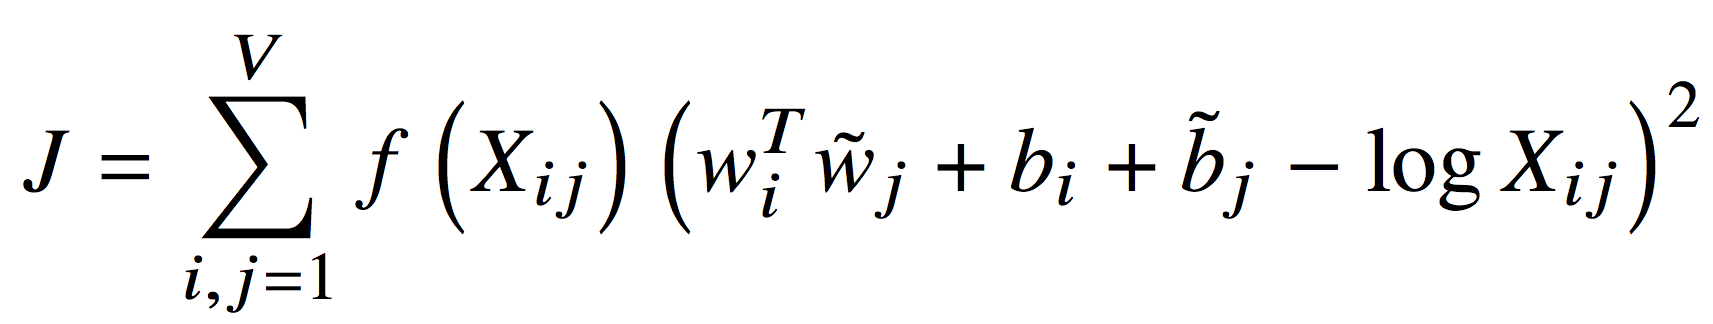 J = \sum_{i,j=1}^{V} f\left(X_{ij}\right) \left(w_i^T \tilde{w}_j + b_i + \tilde{b}_j - \log X_{ij}\right)^2